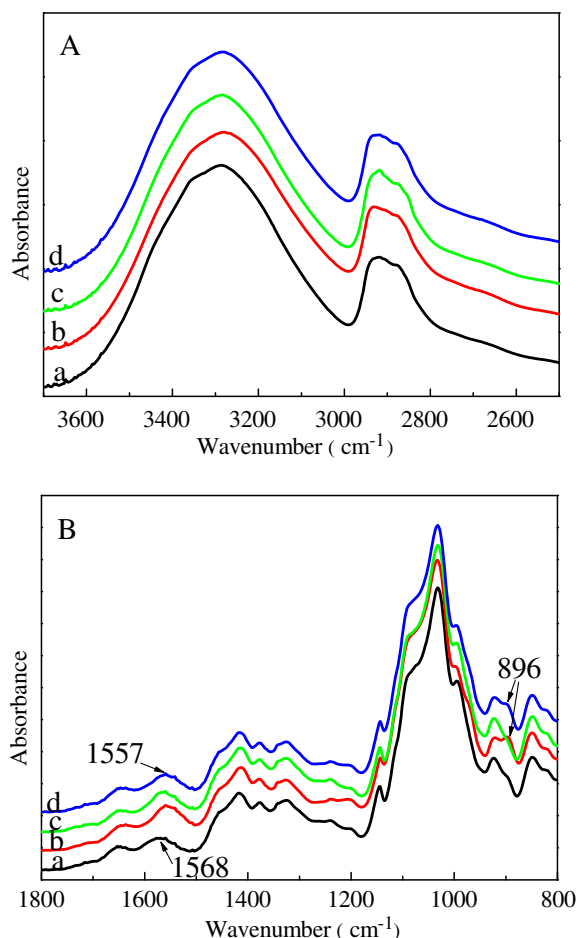 A
Absorbance
d
c
b
a
3600 3400 3200 3000 2800 2600
Wavenumber ( cm-1)
B
896
1557
Absorbance
d
c
b
a
1568
1800 1600 1400 1200 1000 800
Wavenumber ( cm-1)